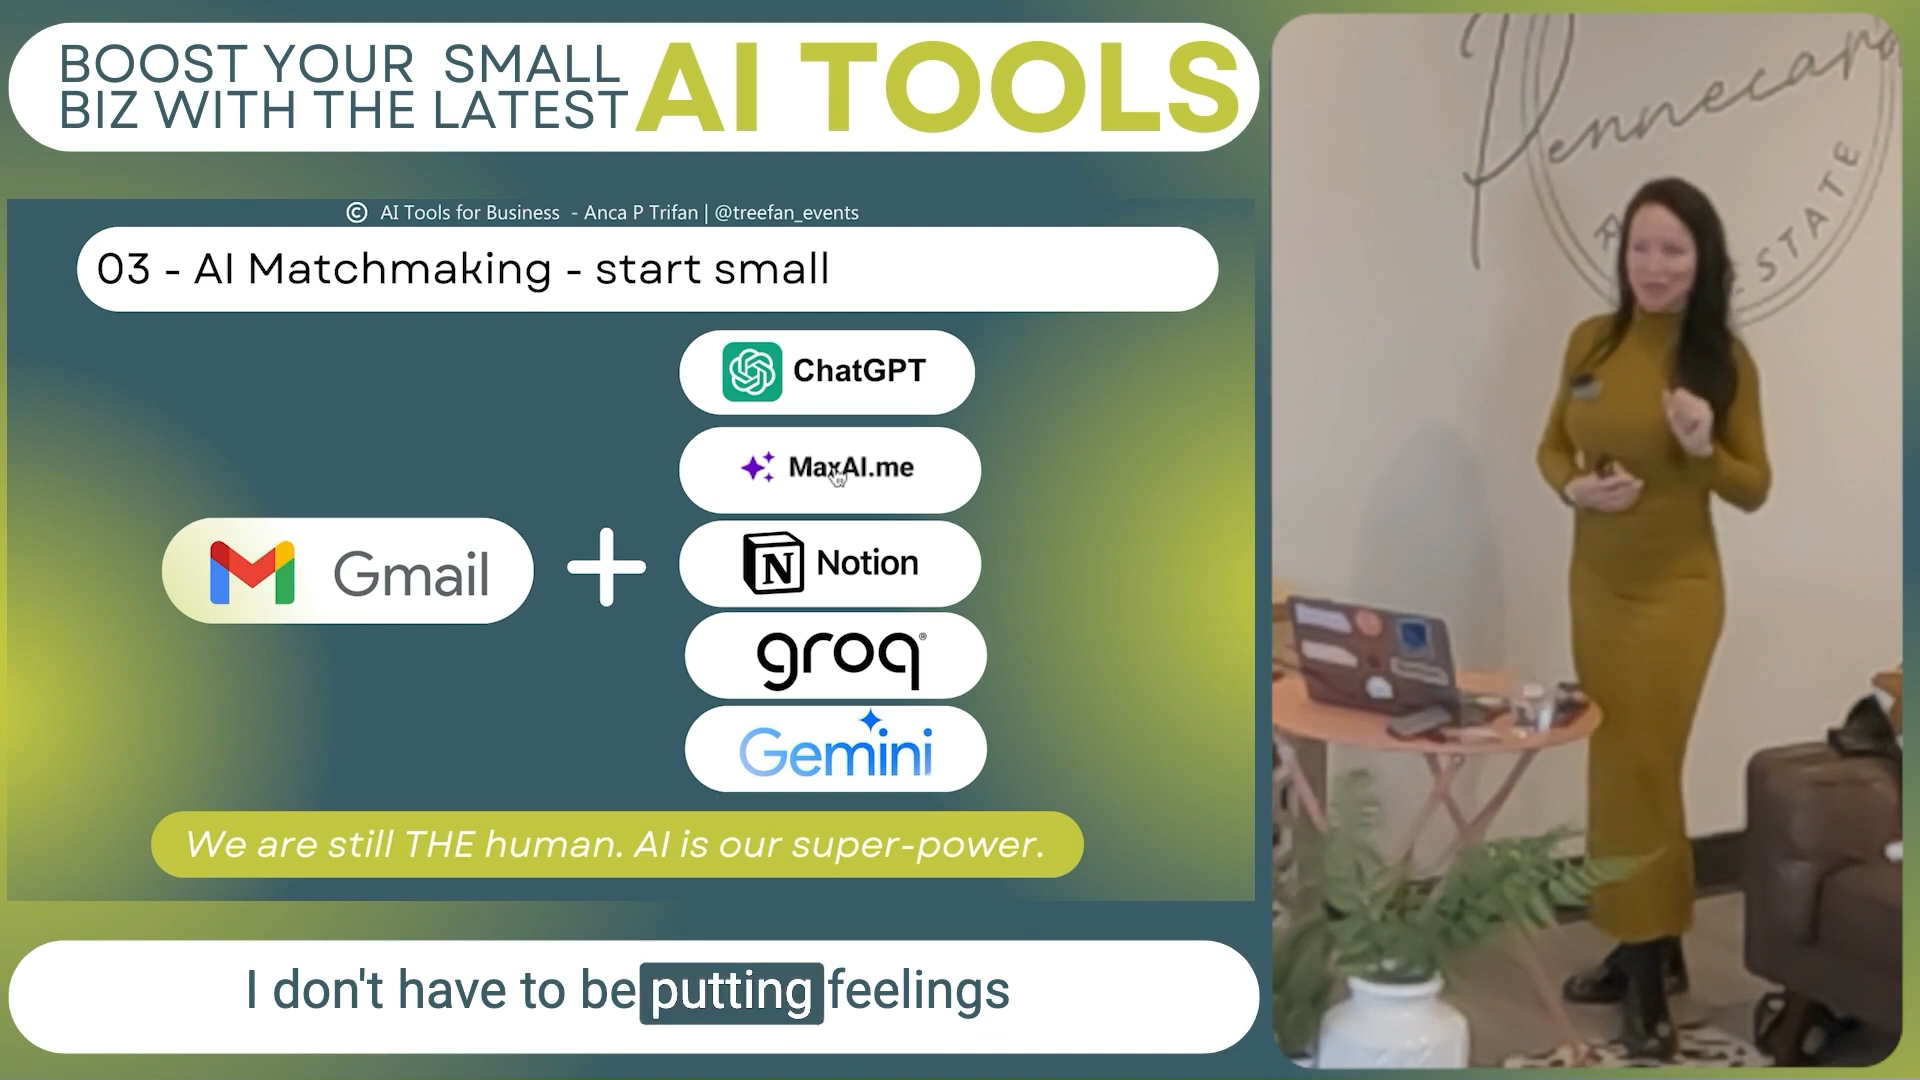 BOOST YOUR SMALL
BIZ WITH THE LATEST
AI TOOLS
© AI Tools for Business - Anca P Trifan | @treefan_events
03 - AI Matchmaking - start small
ChatGPT
MaxAI.me
Notion
groq®
Gemini
Gmail
+
We are still THE human. AI is our super-power.
I don't have to be putting feelings
Pennecard
ESTATE